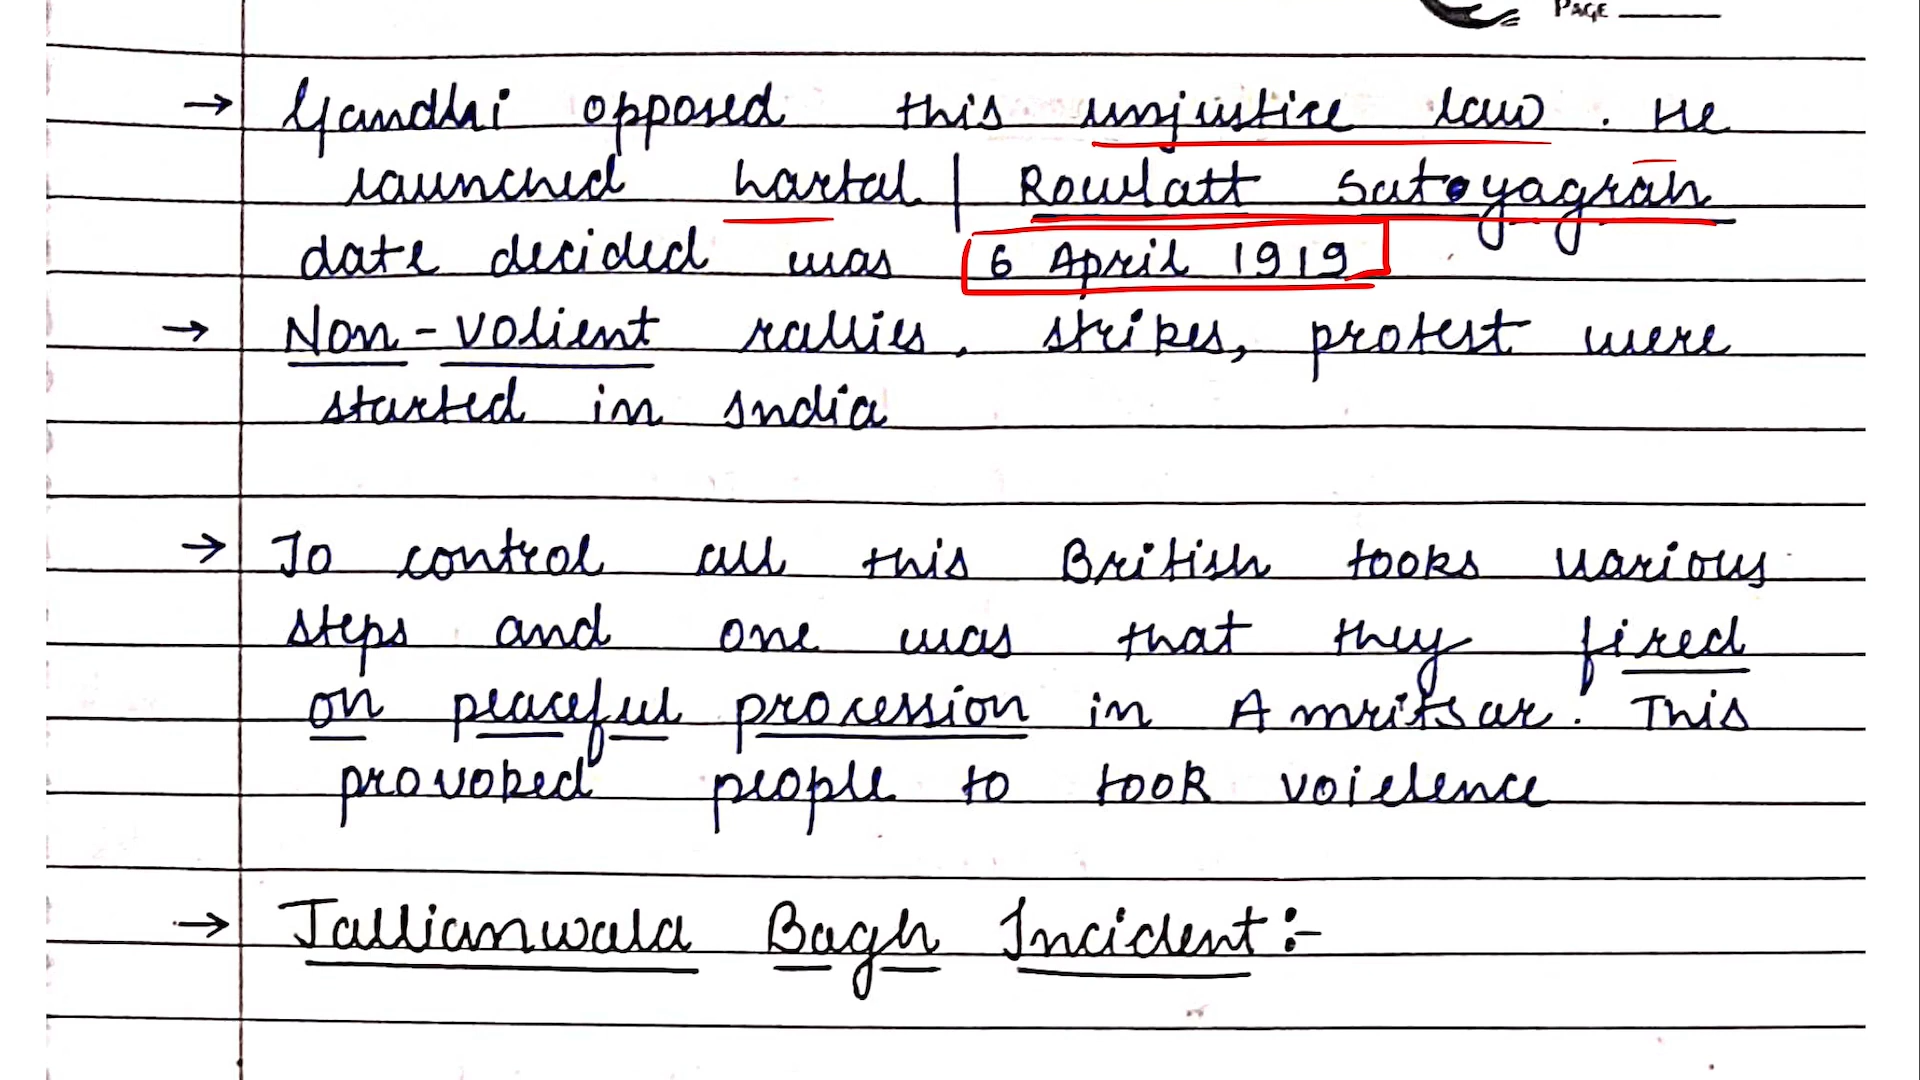 PAGE
→ Gandhi opposed this unjustice law. He
launched hartal | Rowlatt Satyagrah
date decided was 6 April 1919
→ Non-volient rallies, strikes, protest were
started in India
→ To control all this British tooks various
steps and one was that they fired
on peaceful procession in Amritsar. This
provoked people to took voielence
→ Jallianwala Bagh Incident:-